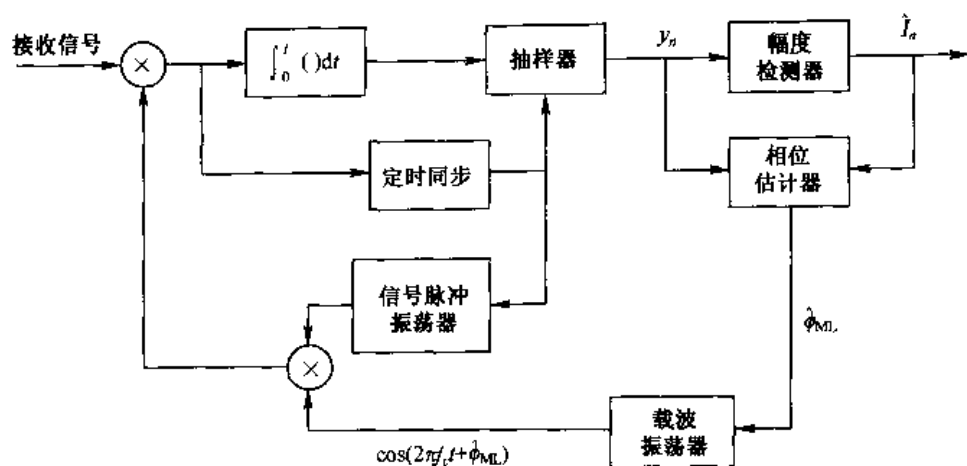 接收信号
×
∫₀ᵗ ( )dt
抽样器
yₙ
幅度
检测器
Îₙ
定时同步
相位
估计器
信号脉冲
振荡器
×
φ̂ML
载波
振荡器
cos(2πf_c t+φ̂ML)